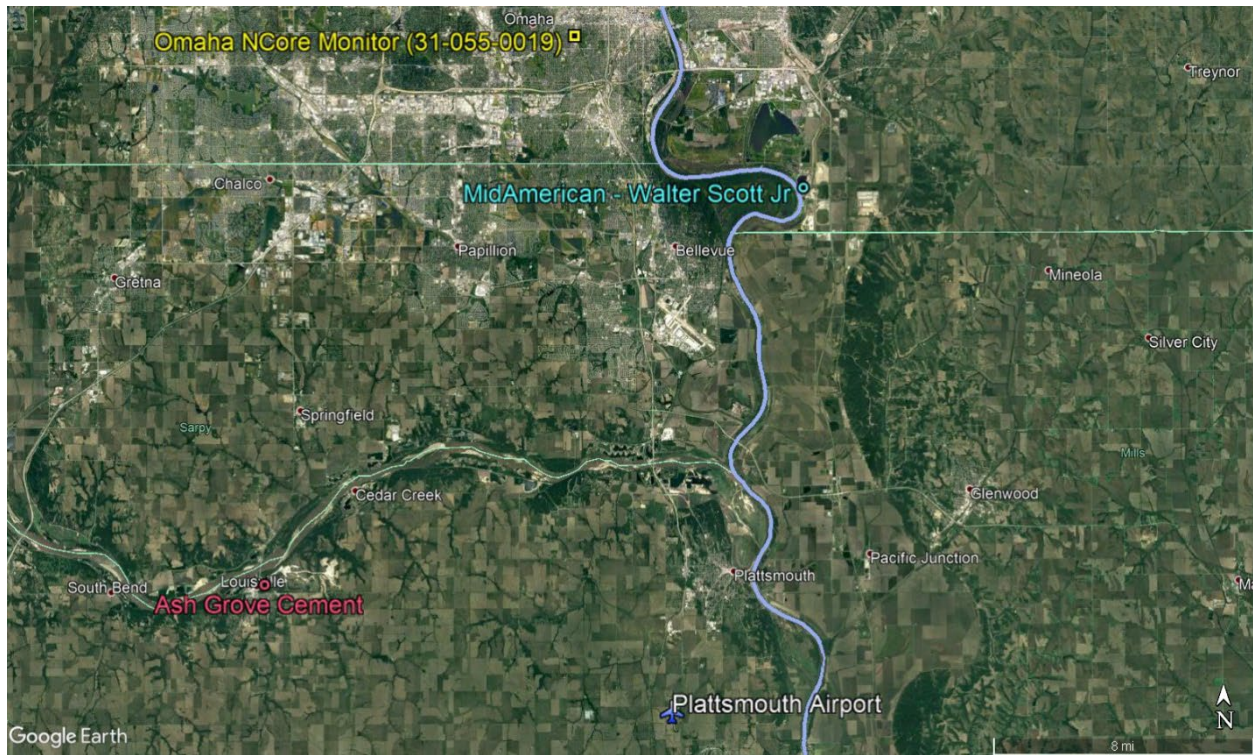 Omaha
Omaha NCore Monitor (31-055-0019)
Treynor
Chalco
MidAmerican - Walter Scott Jr
Papillion
Bellevue
Gretna
Mineola
Silver City
Springfield
Sarpy
Mills
Cedar Creek
Glenwood
Pacific Junction
South Bend
Louisville
Plattsmouth
Ma
Ash Grove Cement
Plattsmouth Airport
N
Google Earth
8 mi